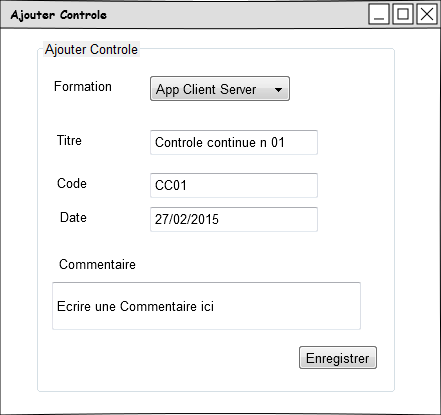 Ajouter Controle
Ajouter Controle
Formation App Client Server
Titre Controle continue n 01
Code CC01
Date 27/02/2015
Commentaire
Ecrire une Commentaire ici
Enregistrer